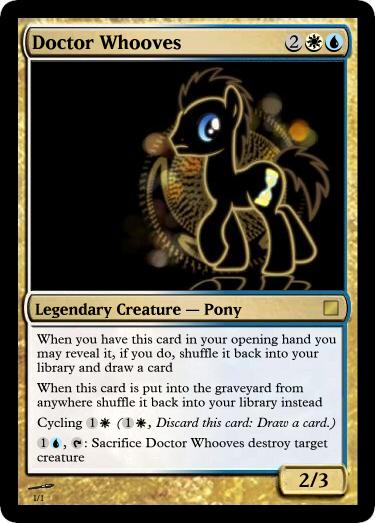 Doctor Whooves 2
Legendary Creature — Pony
When you have this card in your opening hand you
may reveal it, if you do, shuffle it back into your
library and draw a card
When this card is put into the graveyard from
anywhere shuffle it back into your library instead
Cycling 1 (1, Discard this card: Draw a card.)
1, : Sacrifice Doctor Whooves destroy target
creature
2/3
1/1